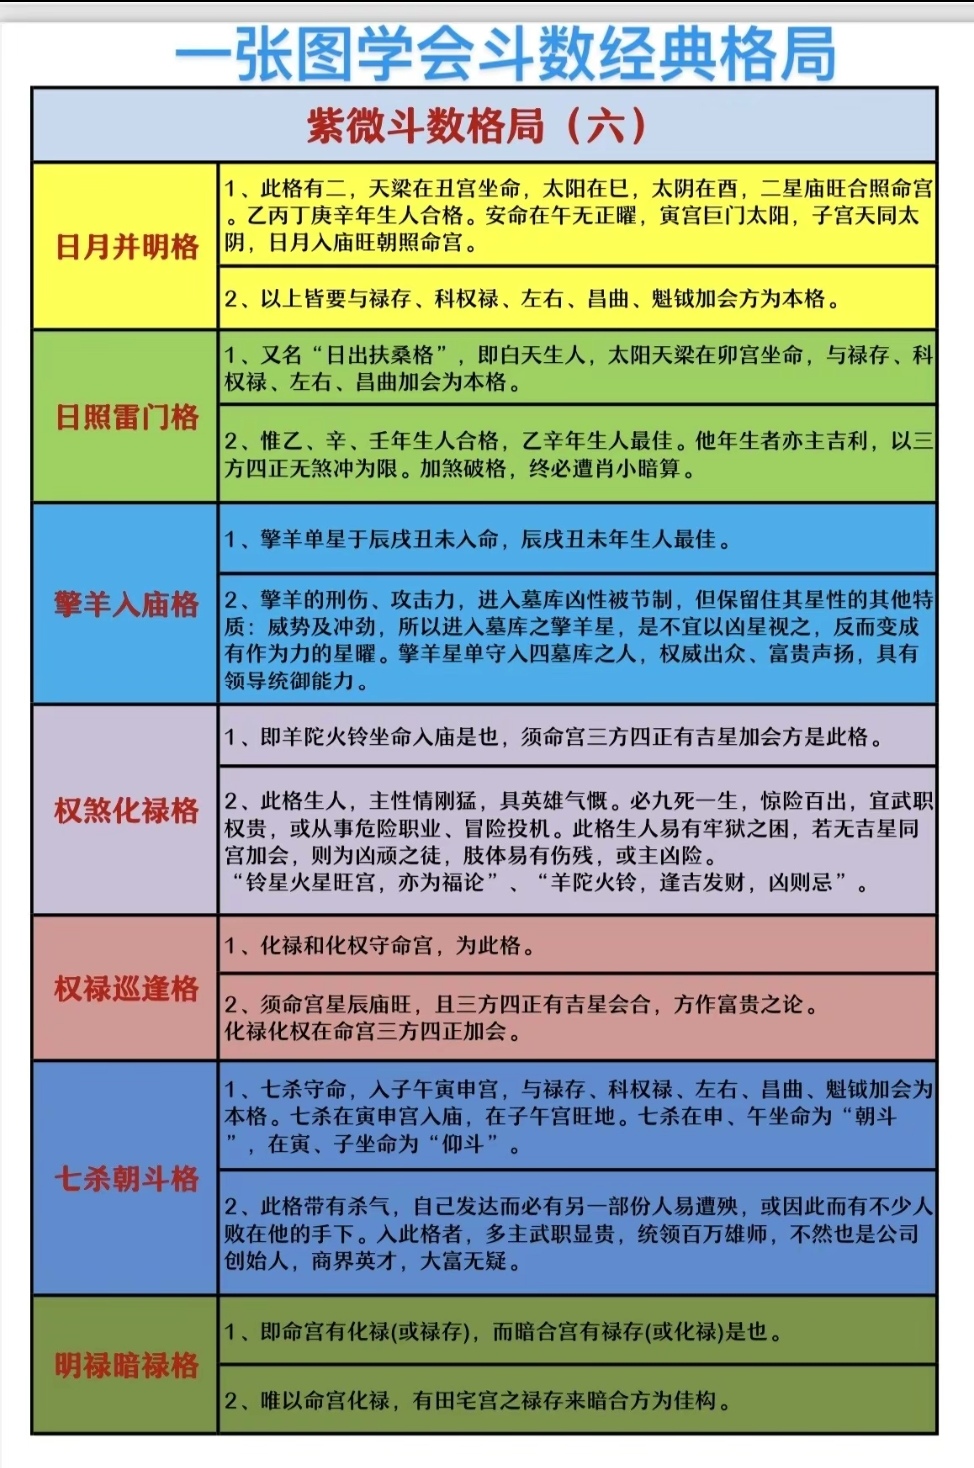 一张图学会斗数经典格局
紫微斗数格局（六）
日月并明格
1、此格有二，天梁在丑宫坐命，太阳在巳，太阴在酉，二星庙旺合照命宫
。乙丙丁庚辛年生人合格。安命在午无正曜，寅宫巨门太阳，子宫天同太
阴，日月入庙旺朝照命宫。
2、以上皆要与禄存、科权禄、左右、昌曲、魁钺加会方为本格。
日照雷门格
1、又名“日出扶桑格”，即白天生人，太阳天梁在卯宫坐命，与禄存、科
权禄、左右、昌曲加会为本格。
2、惟乙、辛、壬年生人合格，乙辛年生人最佳。他年生者亦主吉利，以三
方四正无煞冲为限。加煞破格，终必遭肖小暗算。
擎羊入庙格
1、擎羊单星于辰戌丑未入命，辰戌丑未年生人最佳。
2、擎羊的刑伤、攻击力，进入墓库凶性被节制，但保留住其星性的其他特
质：威势及冲劲，所以进入墓库之擎羊星，是不宜以凶星视之，反而变成
有作为力的星曜。擎羊星单守入四墓库之人，权威出众、富贵声扬，具有
领导统御能力。
权煞化禄格
1、即羊陀火铃坐命入庙是也，须命宫三方四正有吉星加会方是此格。
2、此格生人，主性情刚猛，具英雄气慨。必九死一生，惊险百出，宜武职
权贵，或从事危险职业、冒险投机。此格生人易有牢狱之困，若无吉星同
宫加会，则为凶顽之徒，肢体易有伤残，或主凶险。
“铃星火星旺宫，亦为福论”、“羊陀火铃，逢吉发财，凶则忌”。
权禄巡逢格
1、化禄和化权守命宫，为此格。
2、须命宫星辰庙旺，且三方四正有吉星会合，方作富贵之论。
化禄化权在命宫三方四正加会。
七杀朝斗格
1、七杀守命，入子午寅申宫，与禄存、科权禄、左右、昌曲、魁钺加会为
本格。七杀在寅申宫入庙，在子午宫旺地。七杀在申、午坐命为“朝斗
”，在寅、子坐命为“仰斗”。
2、此格带有杀气，自己发达而必有另一部份人易遭殃，或因此而有不少人
败在他的手下。入此格者，多主武职显贵，统领百万雄师，不然也是公司
创始人，商界英才，大富无疑。
明禄暗禄格
1、即命宫有化禄(或禄存)，而暗合宫有禄存(或化禄)是也。
2、唯以命宫化禄，有田宅宫之禄存来暗合方为佳构。